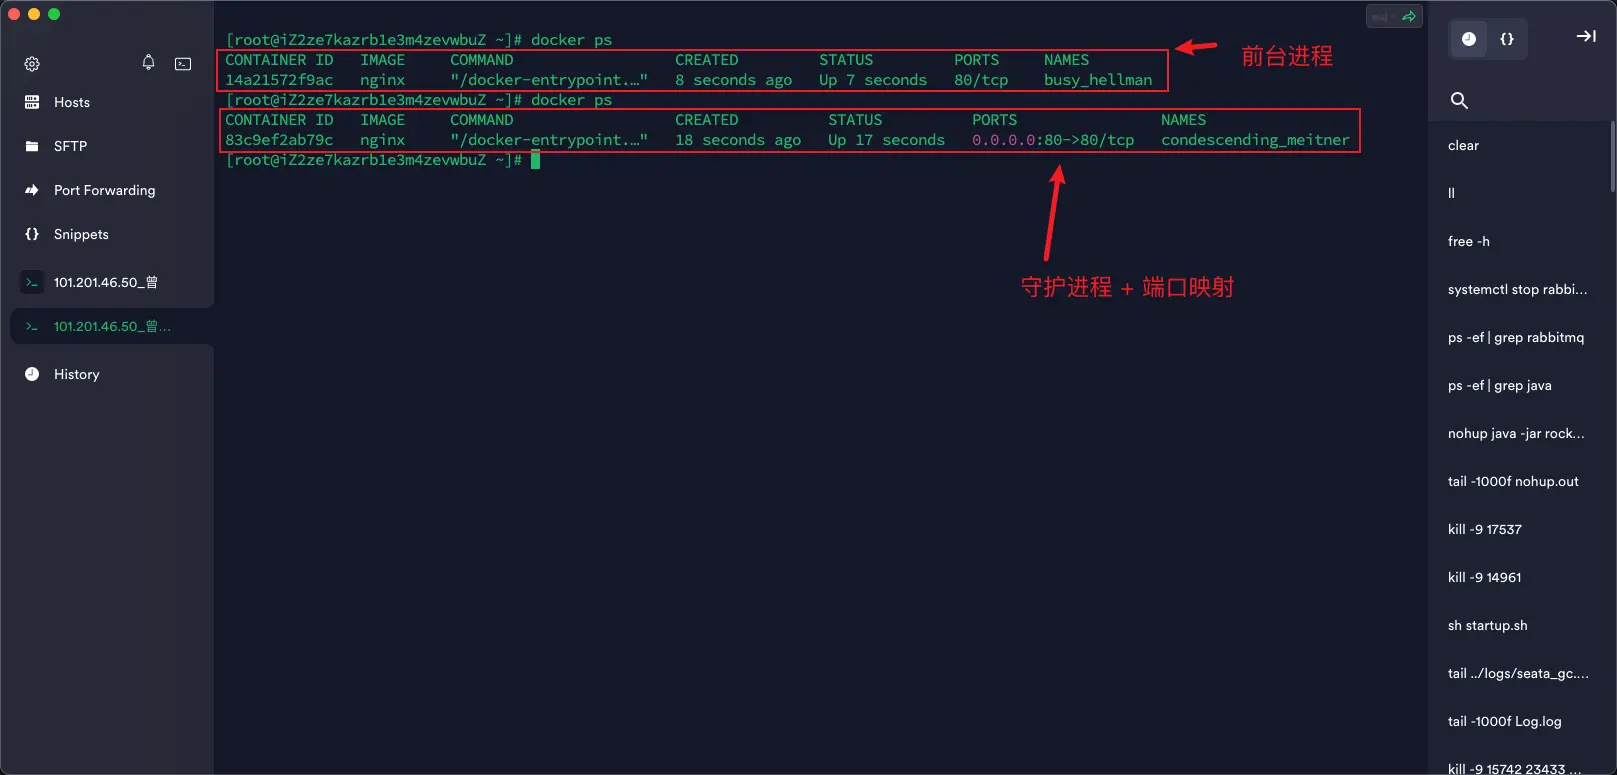 [root@iZ2ze7kazrb1e3m4zevwbuZ ~]# docker ps
CONTAINER ID IMAGE COMMAND CREATED STATUS PORTS NAMES
14a21572f9ac nginx "/docker-entrypoint.…" 8 seconds ago Up 7 seconds 80/tcp busy_hellman
前台进程
[root@iZ2ze7kazrb1e3m4zevwbuZ ~]# docker ps
CONTAINER ID IMAGE COMMAND CREATED STATUS PORTS NAMES
83c9ef2ab79c nginx "/docker-entrypoint.…" 18 seconds ago Up 17 seconds 0.0.0.0:80->80/tcp condescending_meitner
[root@iZ2ze7kazrb1e3m4zevwbuZ ~]#
守护进程 + 端口映射
Hosts
SFTP
Port Forwarding
{} Snippets
101.201.46.50_曾
101.201.46.50_曾...
History
{}
clear
ll
free -h
systemctl stop rabbi...
ps -ef | grep rabbitmq
ps -ef | grep java
nohup java -jar rock...
tail -1000f nohup.out
kill -9 17537
kill -9 14961
sh startup.sh
tail ../logs/seata_gc....
tail -1000f Log.log
kill -9 15742 23433 ...